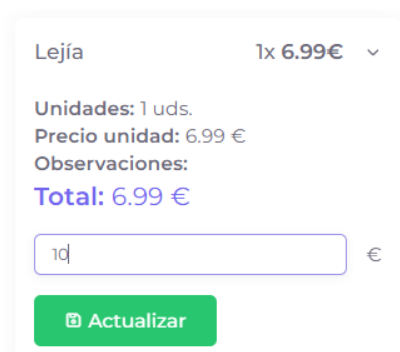 Lejía 1x 6.99€
Unidades: 1 uds.
Precio unidad: 6.99 €
Observaciones:
Total: 6.99 €
10 €
Actualizar